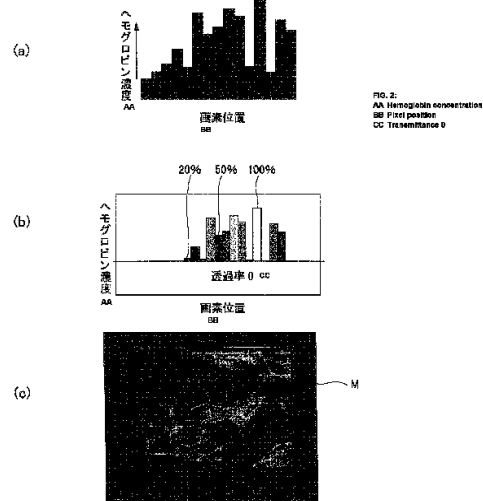 (a)
ヘモグロビン濃度
AA
画素位置
BB
FIG. 2:
AA Hemoglobin concentration
BB Pixel position
CC Transmittance 0
20% 50% 100%
(b)
ヘモグロビン濃度
AA
透過率 0 CC
画素位置
BB
(c)
M